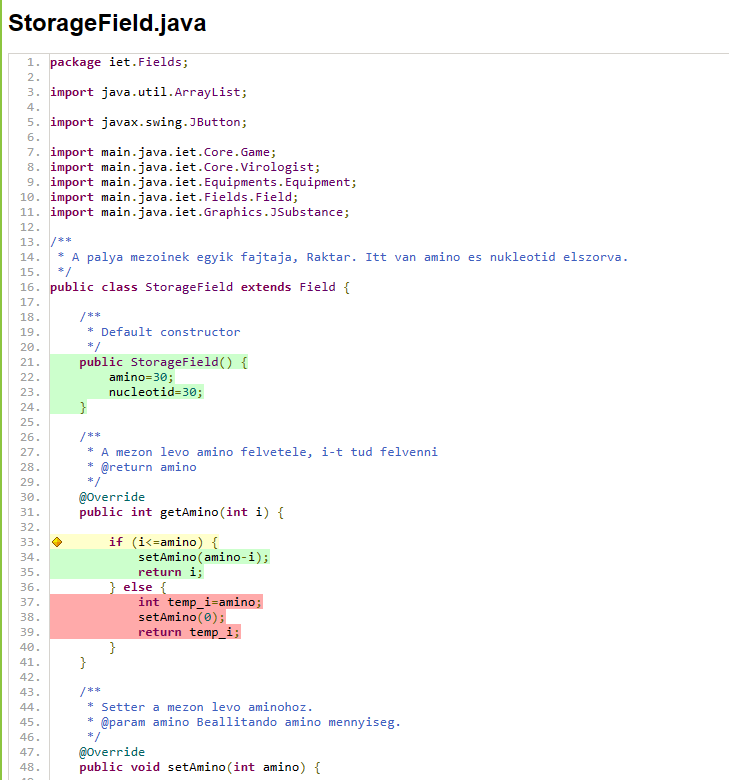 StorageField.java
1. package iet.Fields;
2.
3. import java.util.ArrayList;
4.
5. import javax.swing.JButton;
6.
7. import main.java.iet.Core.Game;
8. import main.java.iet.Core.Virologist;
9. import main.java.iet.Equipments.Equipment;
10. import main.java.iet.Fields.Field;
11. import main.java.iet.Graphics.JSubstance;
12.
13. /**
14.  * A palya mezoinek egyik fajtaja, Raktar. Itt van amino es nukleotid elszorva.
15.  */
16. public class StorageField extends Field {
17.
18.     /**
19.      * Default constructor
20.      */
21.     public StorageField() {
22.         amino=30;
23.         nucleotid=30;
24.     }
25.
26.     /**
27.      * A mezon levo amino felvetele, i-t tud felvenni
28.      * @return amino
29.      */
30.     @Override
31.     public int getAmino(int i) {
32.
33.         if (i<=amino) {
34.             setAmino(amino-i);
35.             return i;
36.         } else {
37.             int temp_i=amino;
38.             setAmino(0);
39.             return temp_i;
40.         }
41.     }
42.
43.     /**
44.      * Setter a mezon levo aminohoz.
45.      * @param amino Beallitando amino mennyiseg.
46.      */
47.     @Override
48.     public void setAmino(int amino) {